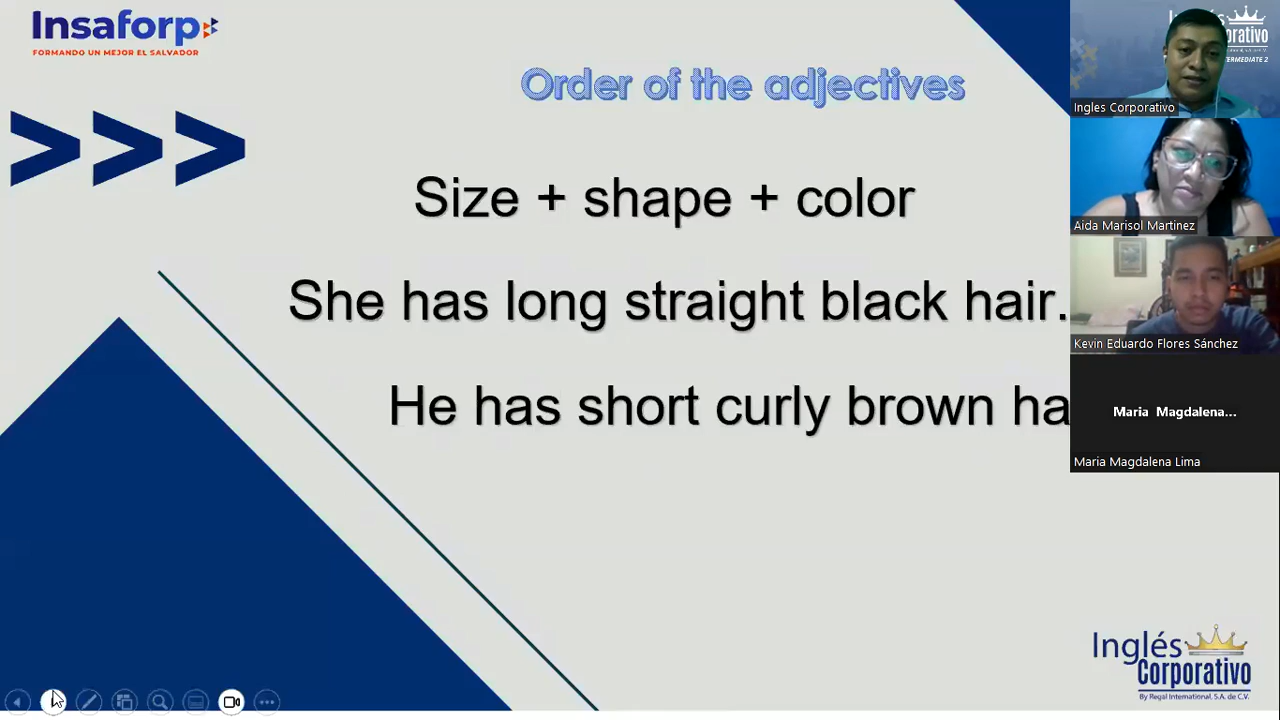 Insaforp
FORMANDO UN MEJOR EL SALVADOR
Order of the adjectives
Size + shape + color
She has long straight black hair.
He has short curly brown ha
Ingles Corporativo
Aida Marisol Martinez
Kevin Eduardo Flores Sánchez
Maria Magdalena...
Maria Magdalena Lima
Inglés
Corporativo
By Regal International, S.A. de C.V.